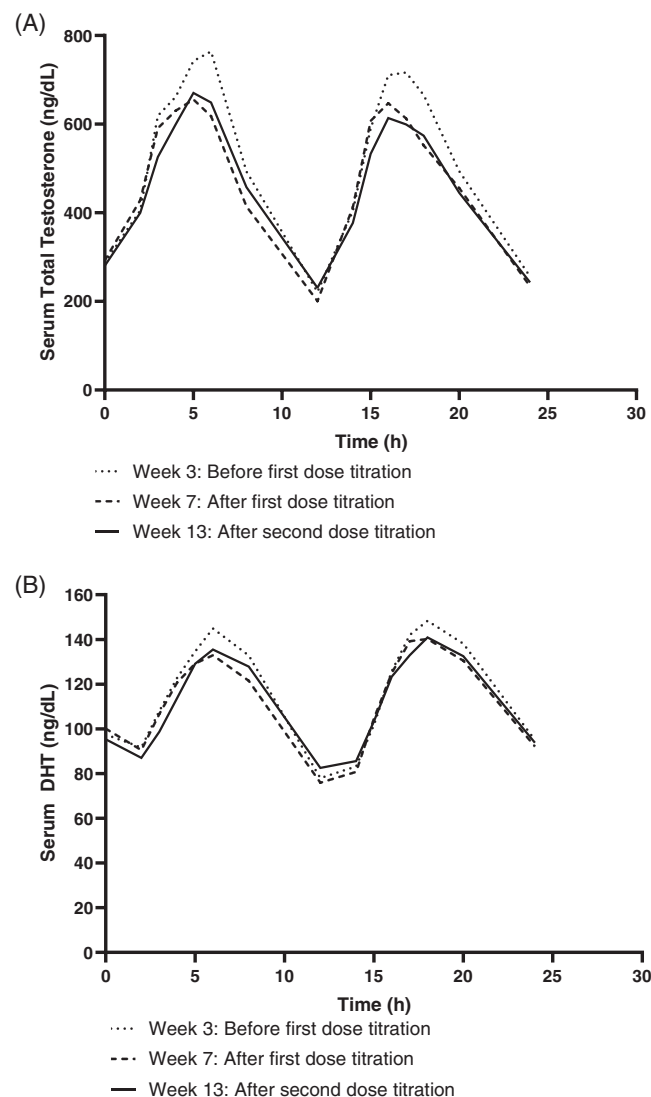 (A)
800
600
400
200
0
Serum Total Testosterone (ng/dL)
0 5 10 15 20 25 30
Time (h)
Week 3: Before first dose titration
Week 7: After first dose titration
Week 13: After second dose titration
(B)
160
140
120
100
80
60
40
20
0
Serum DHT (ng/dL)
0 5 10 15 20 25 30
Time (h)
Week 3: Before first dose titration
Week 7: After first dose titration
Week 13: After second dose titration